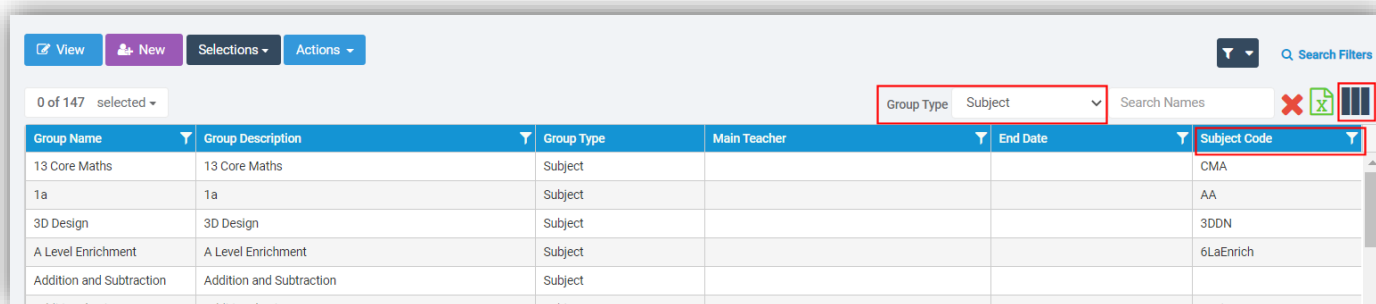 View New Selections Actions Search Filters
0 of 147 selected Group Type Subject Search Names
Group Name Group Description Group Type Main Teacher End Date Subject Code
13 Core Maths 13 Core Maths Subject CMA
1a 1a Subject AA
3D Design 3D Design Subject 3DDN
A Level Enrichment A Level Enrichment Subject 6LaEnrich
Addition and Subtraction Addition and Subtraction Subject